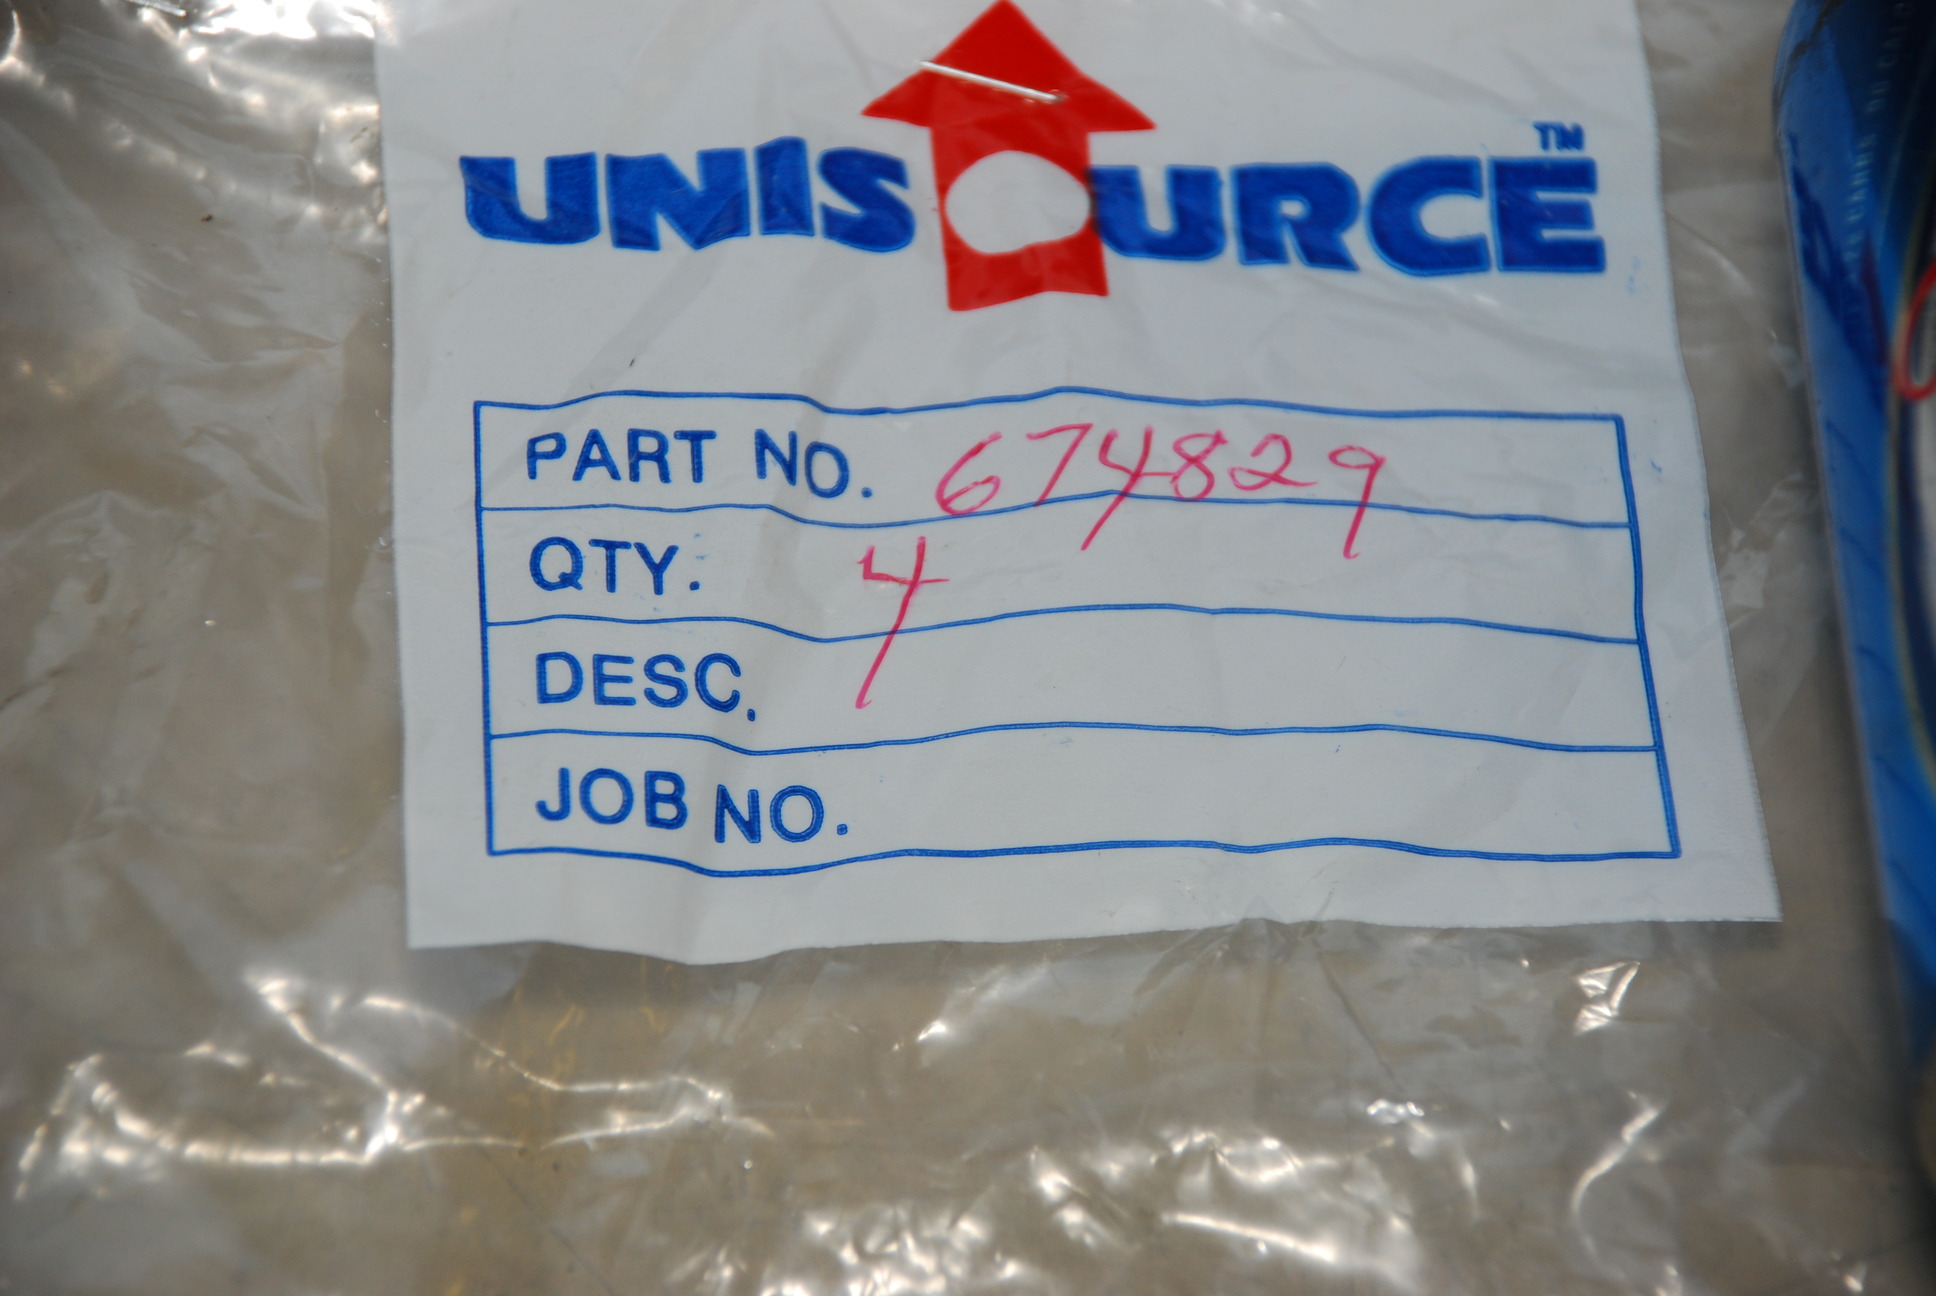 UNISOURCE™
PART NO. 674829
QTY. 4
DESC.
JOB NO.